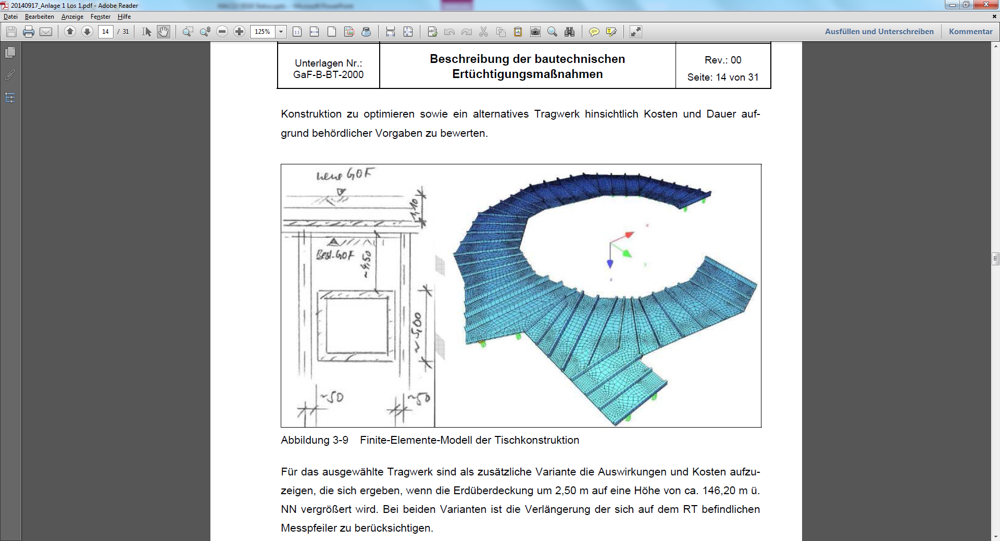 20140917_Anlage 1 Los 1.pdf - Adobe Reader
Datei Bearbeiten Anzeige Fenster Hilfe
14 / 31 125% Ausfüllen und Unterschreiben Kommentar
Unterlagen Nr.:
GaF-B-BT-2000
Beschreibung der bautechnischen
Ertüchtigungsmaßnahmen
Rev.: 00
Seite: 14 von 31
Konstruktion zu optimieren sowie ein alternatives Tragwerk hinsichtlich Kosten und Dauer auf-
grund behördlicher Vorgaben zu bewerten.
neue GOF
1,10
Best. GOF
~4,50
~5,00
~50
~50
x
y
z
Abbildung 3-9 Finite-Elemente-Modell der Tischkonstruktion
Für das ausgewählte Tragwerk sind als zusätzliche Variante die Auswirkungen und Kosten aufzu-
zeigen, die sich ergeben, wenn die Erdüberdeckung um 2,50 m auf eine Höhe von ca. 146,20 m ü.
NN vergrößert wird. Bei beiden Varianten ist die Verlängerung der sich auf dem RT befindlichen
Messpfeiler zu berücksichtigen.